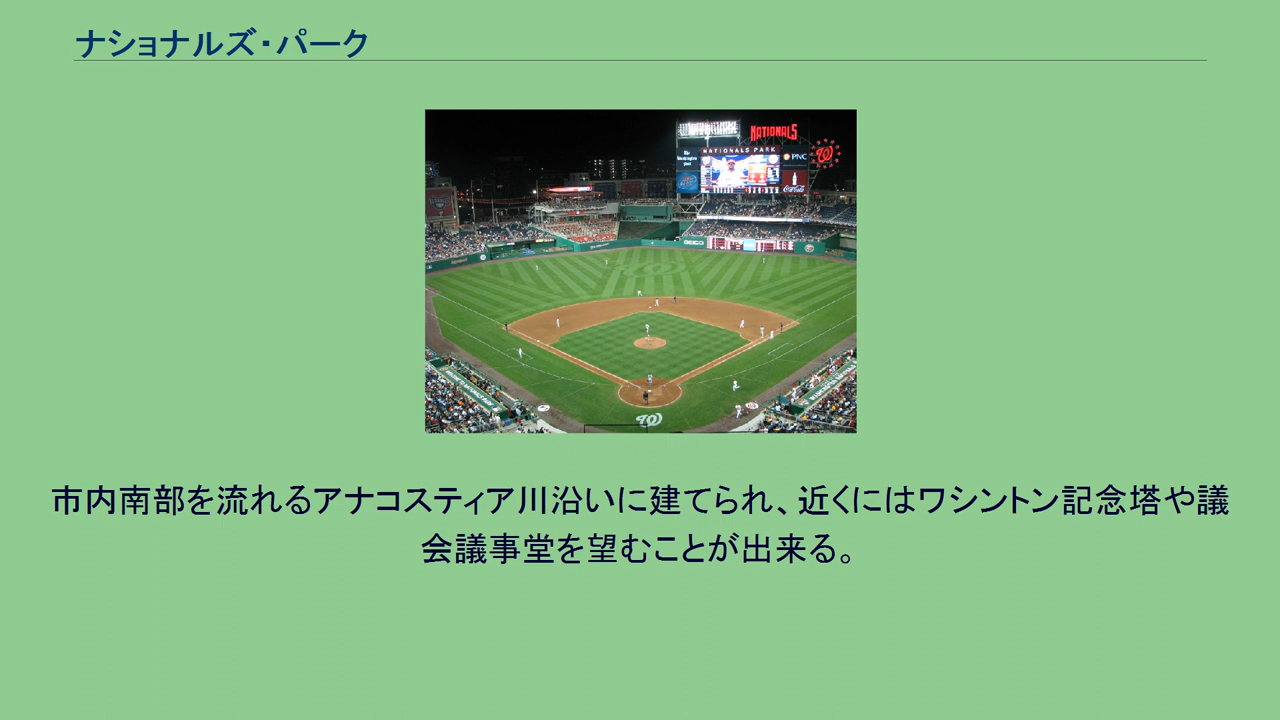 ナショナルズ・パーク
NATIONALS
NATIONALS PARK
PNC
W
Coca-Cola
GEICO
W
市内南部を流れるアナコスティア川沿いに建てられ、近くにはワシントン記念塔や議
会議事堂を望むことが出来る。